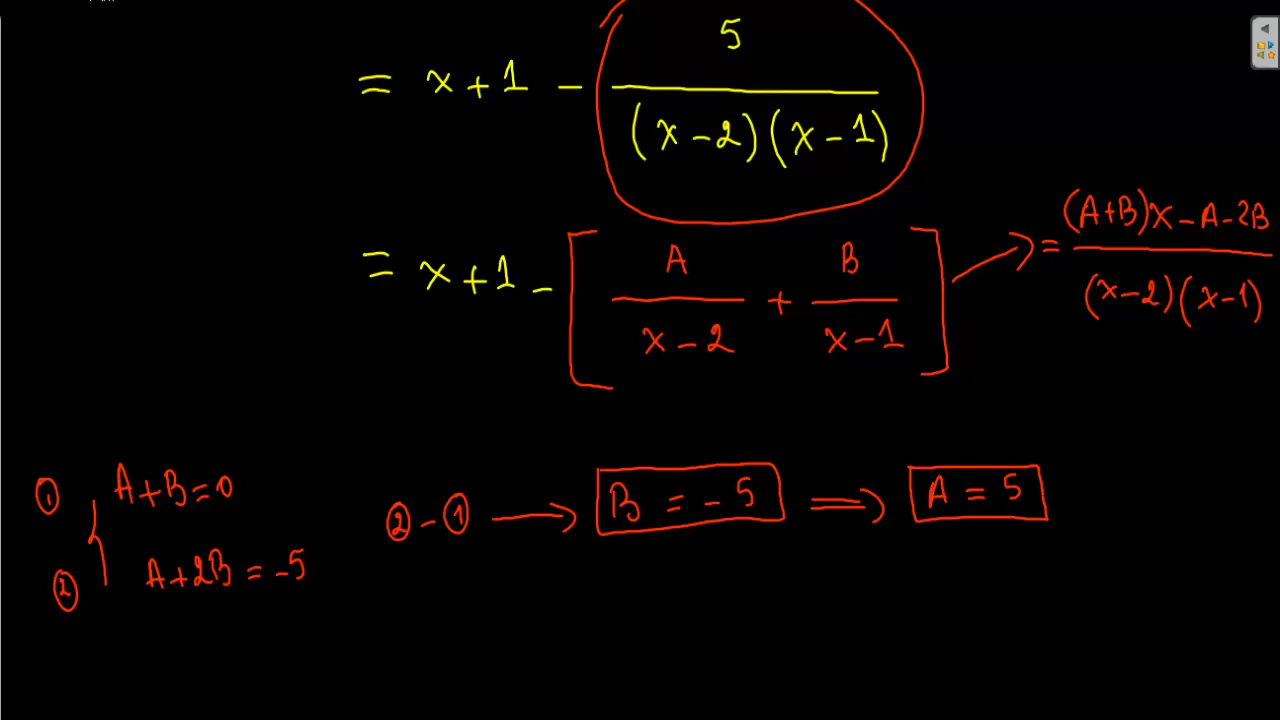 = x + 1 - 5 / (x - 2)(x - 1)
= x + 1 - [ A / x - 2 + B / x - 1 ] → = (A + B)x - A - 2B / (x - 2)(x - 1)
① A + B = 0
② A + 2B = -5
② - ① → B = - 5 ⟹ A = 5